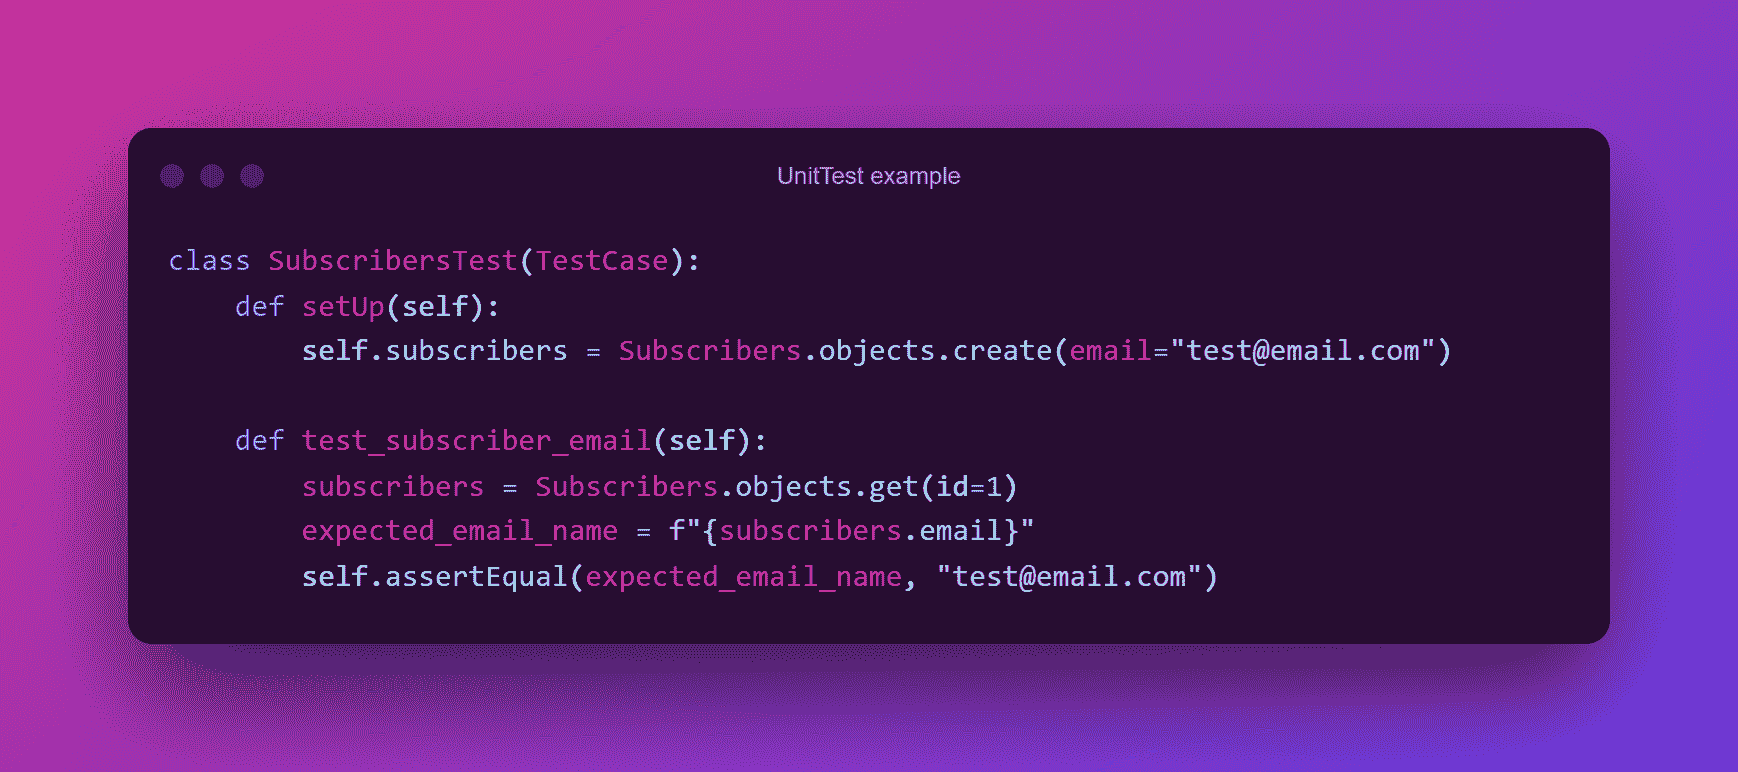 UnitTest example
class SubscribersTest(TestCase):
    def setUp(self):
        self.subscribers = Subscribers.objects.create(email="test@email.com")

    def test_subscriber_email(self):
        subscribers = Subscribers.objects.get(id=1)
        expected_email_name = f"{subscribers.email}"
        self.assertEqual(expected_email_name, "test@email.com")